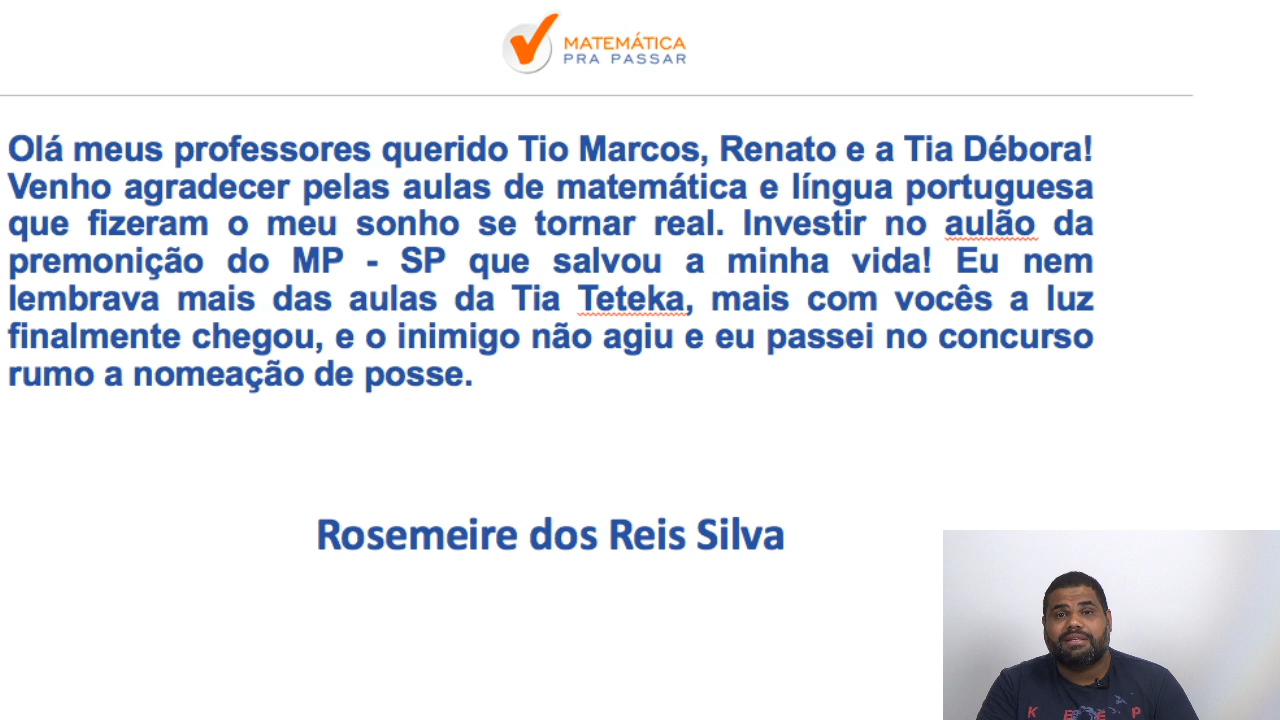 MATEMÁTICA
PRA PASSAR
Olá meus professores querido Tio Marcos, Renato e a Tia Débora!
Venho agradecer pelas aulas de matemática e língua portuguesa
que fizeram o meu sonho se tornar real. Investir no aulão da
premonição do MP - SP que salvou a minha vida! Eu nem
lembrava mais das aulas da Tia Teteka, mais com vocês a luz
finalmente chegou, e o inimigo não agiu e eu passei no concurso
rumo a nomeação de posse.
Rosemeire dos Reis Silva
K E E P